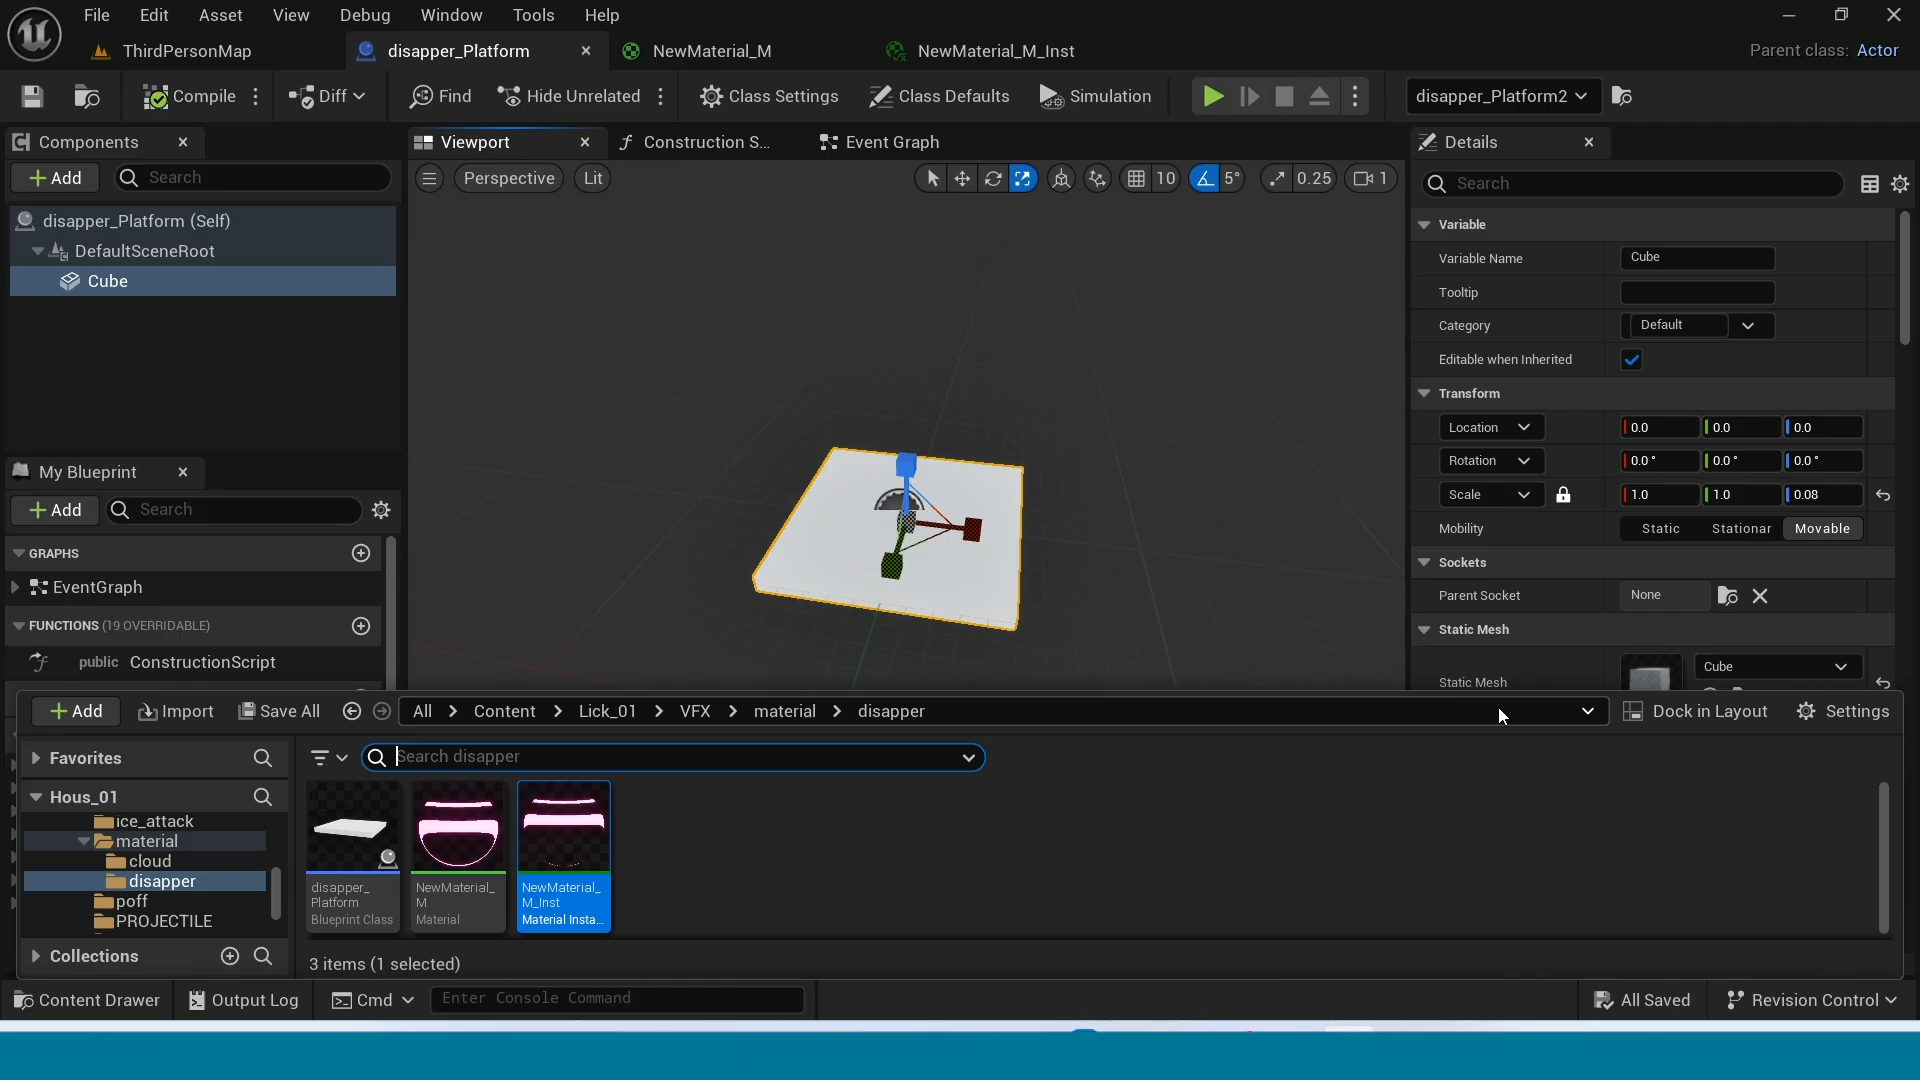 File Edit Asset View Debug Window Tools Help
ThirdPersonMap disapper_Platform NewMaterial_M NewMaterial_M_Inst Parent class: Actor
Compile Diff Find Hide Unrelated Class Settings Class Defaults Simulation disapper_Platform2
Components Viewport Construction S... Event Graph Details
Add Search Perspective Lit 10 5° 0.25 1 Search
disapper_Platform (Self)
DefaultSceneRoot
Cube
Variable
Variable Name Cube
Tooltip
Category Default
Editable when Inherited
Transform
Location 0.0 0.0 0.0
Rotation 0.0° 0.0° 0.0°
Scale 1.0 1.0 0.08
Mobility Static Stationar Movable
Sockets
Parent Socket None
Static Mesh
Static Mesh Cube
My Blueprint
Add Search
GRAPHS
EventGraph
FUNCTIONS (19 OVERRIDABLE)
public ConstructionScript
Add Import Save All All Content Lick_01 VFX material disapper Dock in Layout Settings
Favorites Search disapper
Hous_01
ice_attack
material
cloud
disapper
poff
PROJECTILE
Collections
disapper_
Platform
Blueprint Class
NewMaterial_
M
Material
NewMaterial_
M_Inst
Material Insta...
3 items (1 selected)
Content Drawer Output Log Cmd Enter Console Command All Saved Revision Control